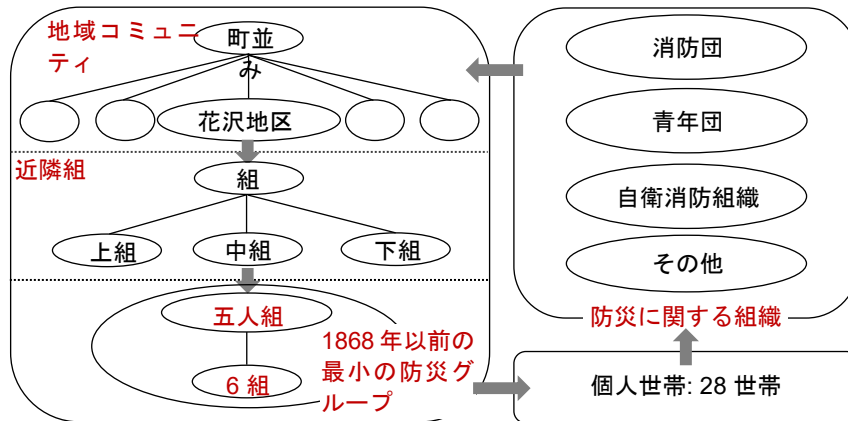 地域コミュニ
ティ
町並
み
花沢地区
近隣組
組
上組
中組
下組
五人組
6 組
1868 年以前の
最小の防災グ
ループ
消防団
青年団
自衛消防組織
その他
防災に関する組織
個人世帯: 28 世帯